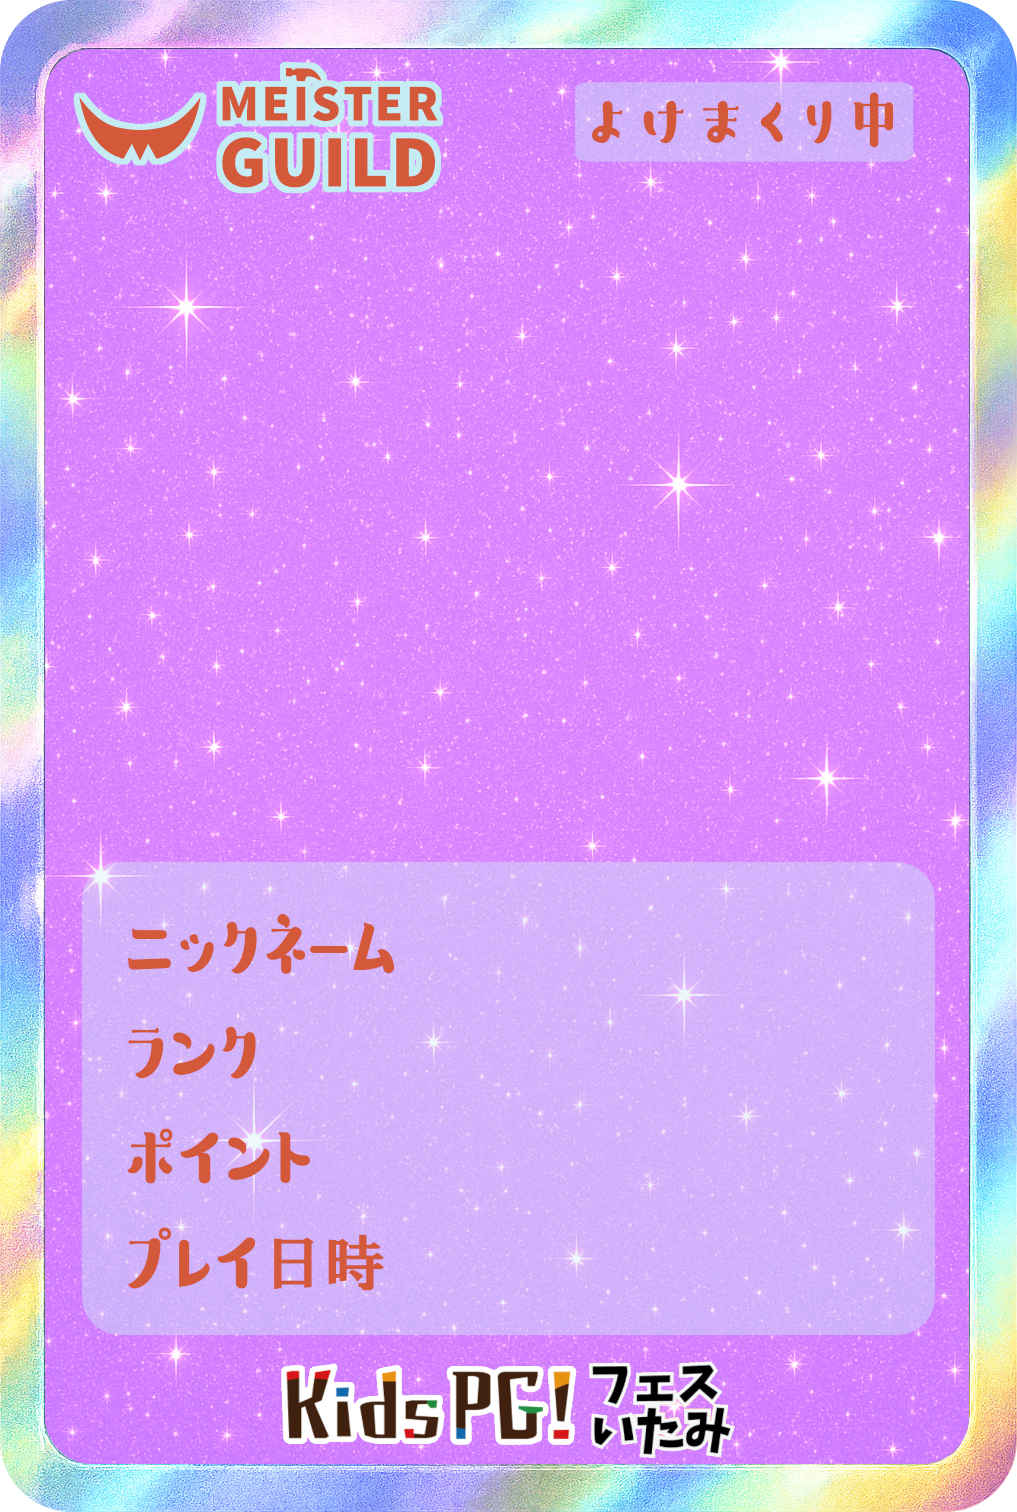 MEISTER
GUILD
よけまくり中
ニックネーム
ランク
ポイント
プレイ日時
Kids PG! フェス
いたみ